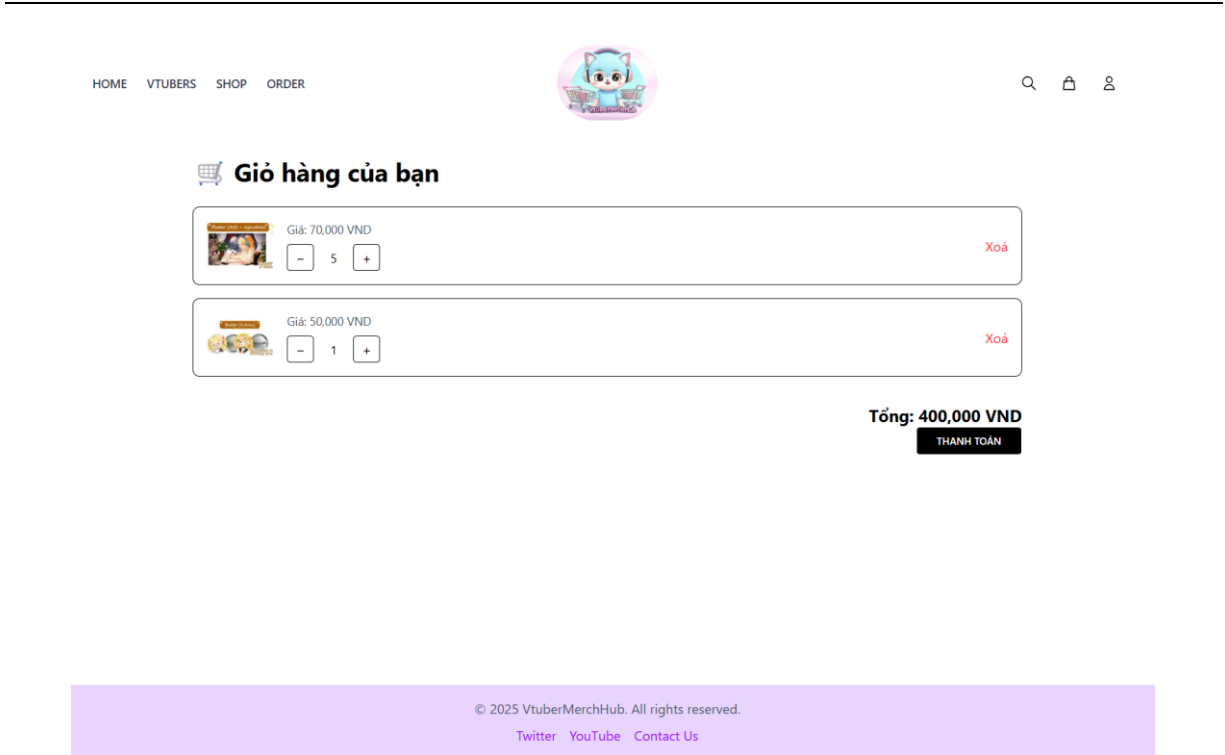 HOME VTUBERS SHOP ORDER
VtuberMerchHub
Giỏ hàng của bạn
Giá: 70,000 VND
− 5 +
Xoá
Giá: 50,000 VND
− 1 +
Xoá
Tổng: 400,000 VND
THANH TOÁN
© 2025 VtuberMerchHub. All rights reserved.
Twitter YouTube Contact Us